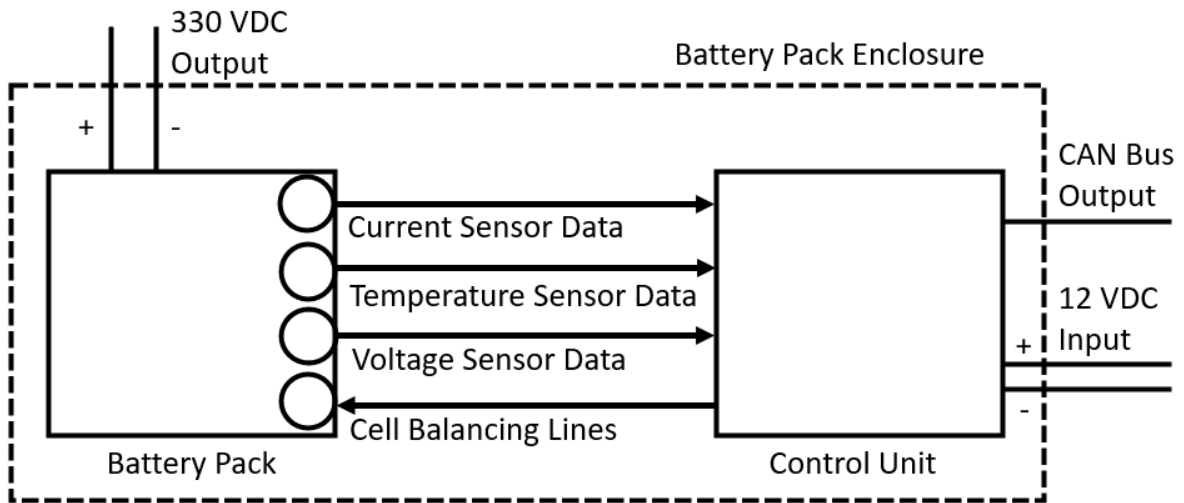 330 VDC
Output
Battery Pack Enclosure
+
-
CAN Bus
Output
Current Sensor Data
Temperature Sensor Data
12 VDC
Input
+
Voltage Sensor Data
-
Cell Balancing Lines
Battery Pack
Control Unit